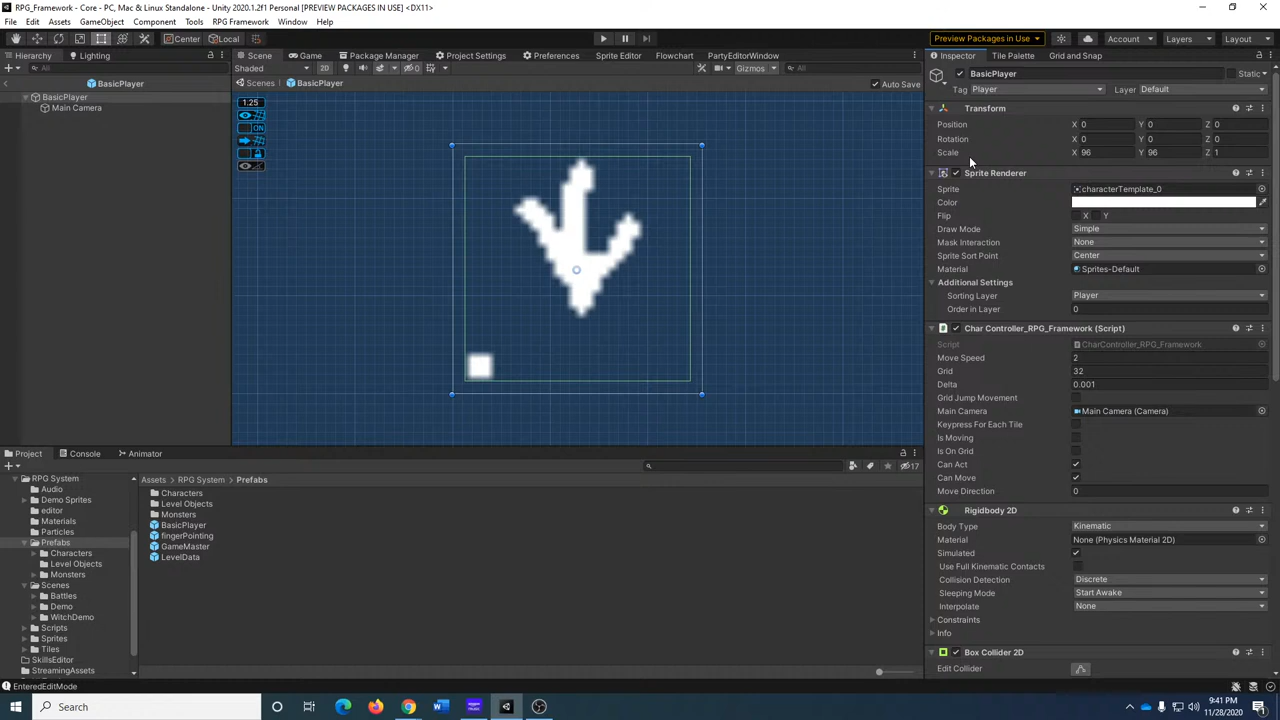 RPG_Framework - Core - PC, Mac & Linux Standalone - Unity 2020.1.2f1 Personal [PREVIEW PACKAGES IN USE] <DX11>
File Edit Assets GameObject Component Tools RPG Framework Window Help
Center Local Preview Packages in Use Account Layers Layout
Hierarchy Lighting Scene Game Package Manager Project Settings Preferences Sprite Editor Flowchart PartyEditorWindow Inspector Tile Palette Grid and Snap
All Shaded 2D 0 Gizmos All
BasicPlayer Static
BasicPlayer Scenes BasicPlayer Auto Save
Tag Player Layer Default
BasicPlayer
Main Camera
1.25
ON
Transform
Position X 0 Y 0 Z 0
Rotation X 0 Y 0 Z 0
Scale X 96 Y 96 Z 1
Sprite Renderer
Sprite characterTemplate_0
Color
Flip X Y
Draw Mode Simple
Mask Interaction None
Sprite Sort Point Center
Material Sprites-Default
Additional Settings
Sorting Layer Player
Order in Layer 0
Char Controller_RPG_Framework (Script)
Script CharController_RPG_Framework
Move Speed 2
Grid 32
Delta 0.001
Grid Jump Movement
Main Camera Main Camera (Camera)
Keypress For Each Tile
Is Moving
Is On Grid
Can Act
Can Move
Move Direction 0
Rigidbody 2D
Body Type Kinematic
Material None (Physics Material 2D)
Simulated
Use Full Kinematic Contacts
Collision Detection Discrete
Sleeping Mode Start Awake
Interpolate None
Constraints
Info
Box Collider 2D
Edit Collider
Project Console Animator
17
RPG System
Audio
Demo Sprites
editor
Materials
Particles
Prefabs
Characters
Level Objects
Monsters
Scenes
Battles
Demo
WitchDemo
Scripts
Sprites
Tiles
SkillsEditor
StreamingAssets
Assets > RPG System > Prefabs
Characters
Level Objects
Monsters
BasicPlayer
fingerPointing
GameMaster
LevelData
EnteredEditMode
Search
9:41 PM
11/28/2020